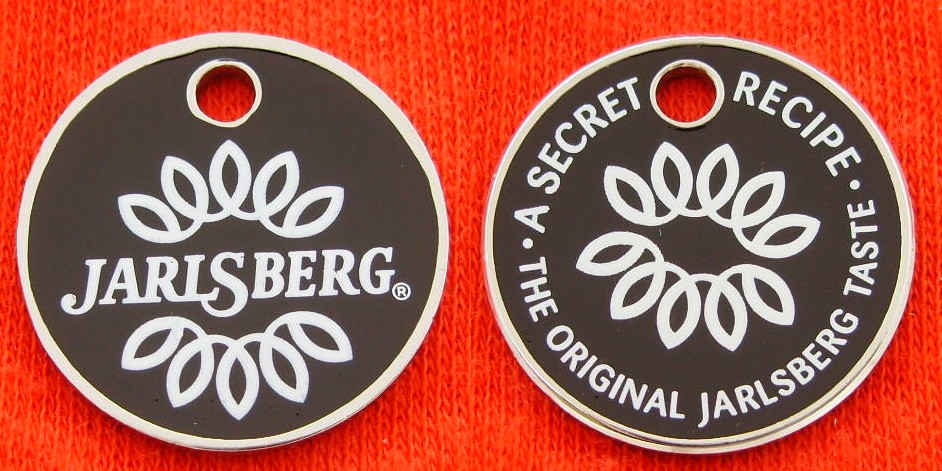 JARLSBERG®
· A SECRET RECIPE ·
THE ORIGINAL JARLSBERG TASTE